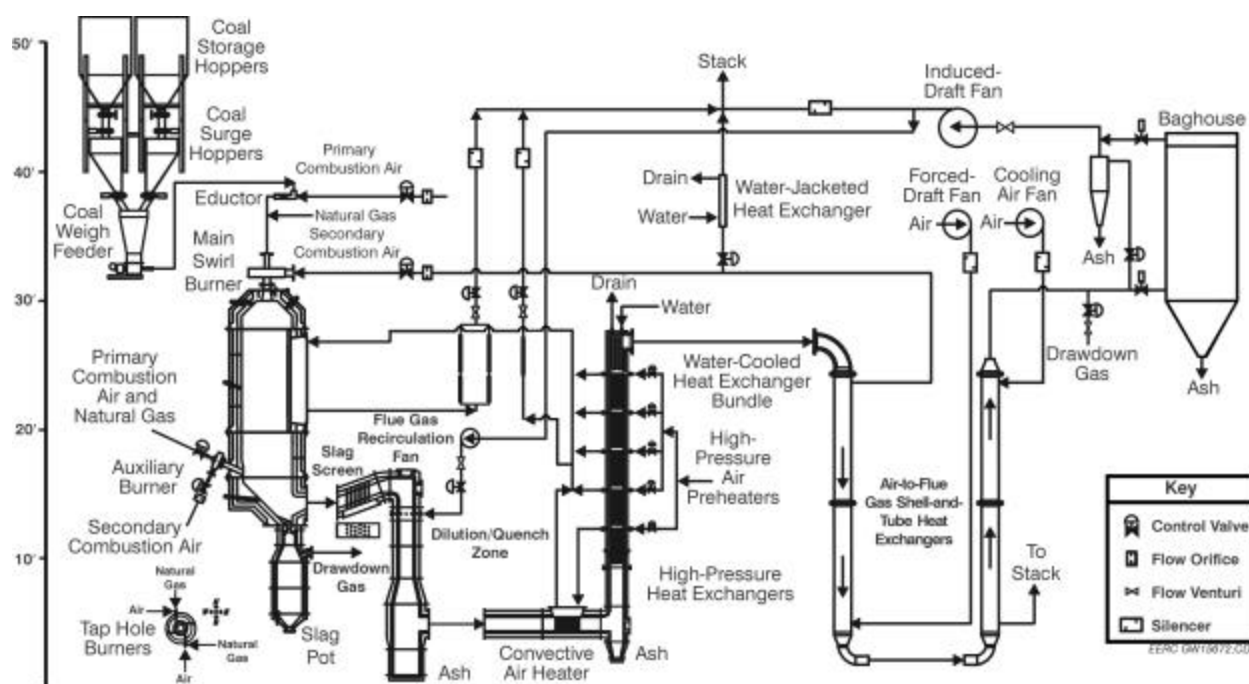 50'
40'
30'
20'
10'
Coal
Storage
Hoppers
Coal
Surge
Hoppers
Coal
Weigh
Feeder
Primary
Combustion Air
Eductor
Natural Gas
Secondary
Combustion Air
Main
Swirl
Burner
Stack
Drain
Water
Water-Jacketed
Heat Exchanger
Induced-
Draft Fan
Forced-
Draft Fan
Air
Cooling
Air Fan
Air
Baghouse
Ash
Ash
Drawdown
Gas
Drain
Water
Primary
Combustion
Air and
Natural Gas
Auxiliary
Burner
Secondary
Combustion Air
Flue Gas
Recirculation
Fan
Slag
Screen
Water-Cooled
Heat Exchanger
Bundle
High-
Pressure
Air
Preheaters
Air-to-Flue
Gas Shell-and-
Tube Heat
Exchangers
Dilution/Quench
Zone
Drawdown
Gas
High-Pressure
Heat Exchangers
To
Stack
Natural
Gas
Air
Tap Hole
Burners
Natural
Gas
Air
Slag
Pot
Ash
Convective
Air Heater
Ash
Key
Control Valve
Flow Orifice
Flow Venturi
Silencer